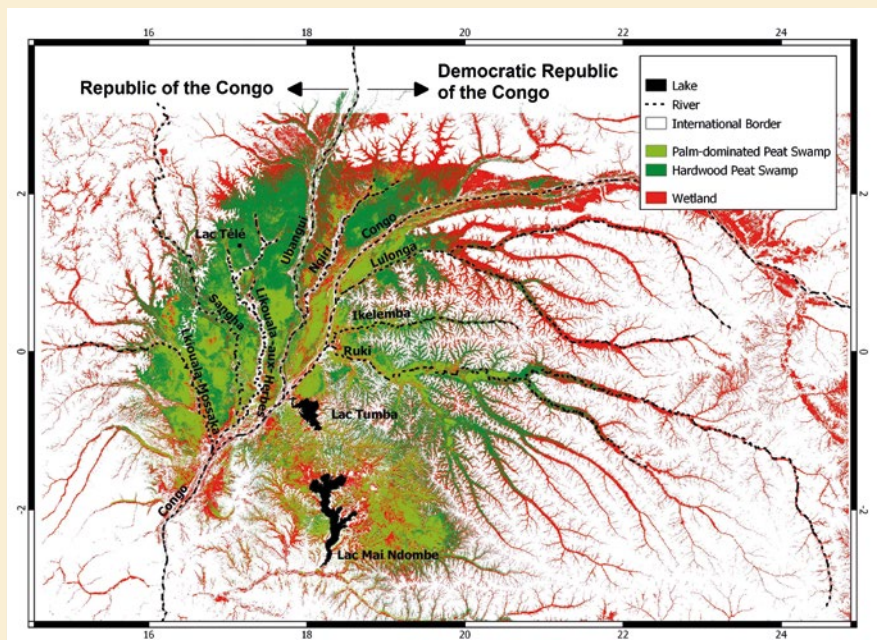 16
18
20
22
24
Republic of the Congo
Democratic Republic
of the Congo
Lake
River
International Border
Palm-dominated Peat Swamp
Hardwood Peat Swamp
Wetland
2
2
Lac Télé
Ubangui
Ngiri
Congo
Lulonga
Sangha
Likouala-aux-Herbes
Ikelemba
0
0
Likouala-Mossaka
Ruki
Lac Tumba
-2
-2
Congo
Lac Mai Ndombe
16
18
20
22
24